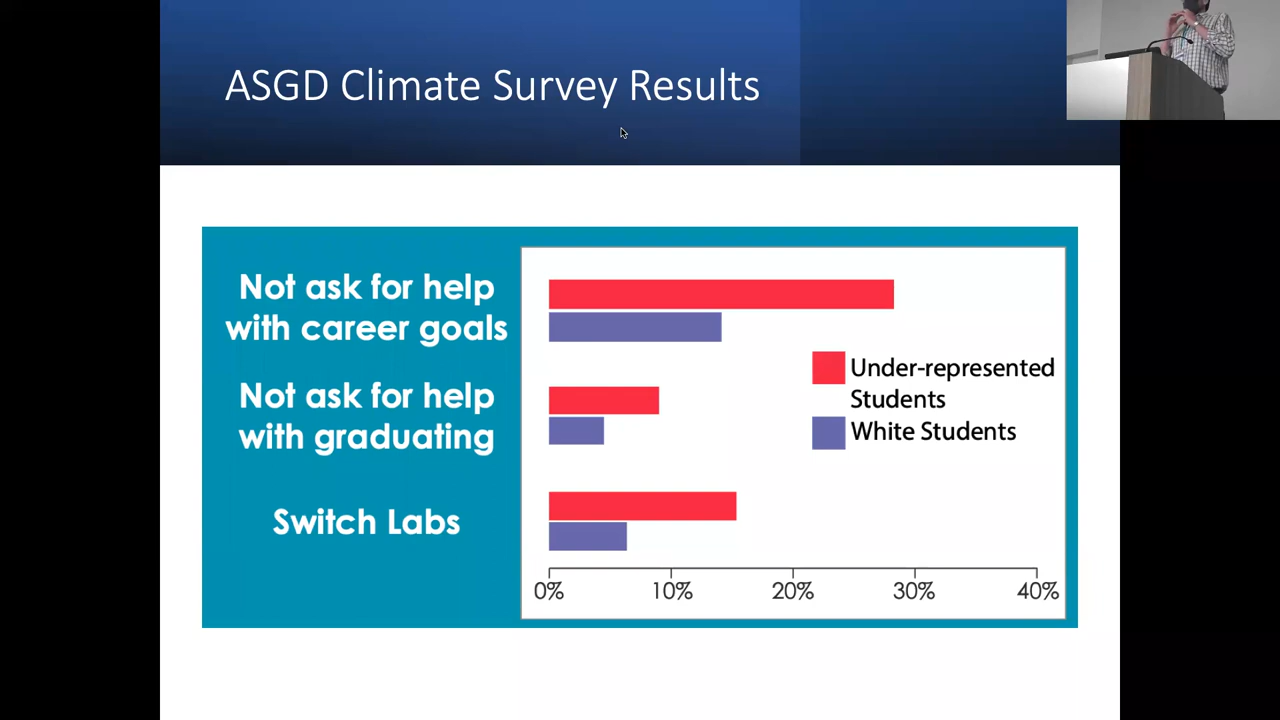 ASGD Climate Survey Results
Not ask for help
with career goals
Not ask for help
with graduating
Switch Labs
Under-represented
Students
White Students
0% 10% 20% 30% 40%